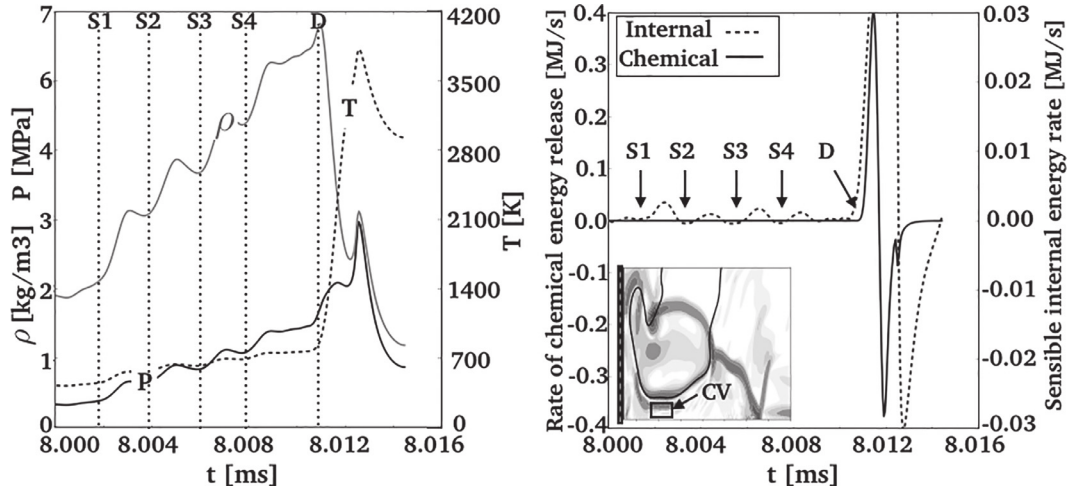 S1 S2 S3 S4 D
7
6
5
4
3
2
1
0
ρ [kg/m3] P [MPa]
ρ
T
P
4200
3500
2800
2100
1400
700
0
T [K]
8.000 8.004 8.008 8.012 8.016
t [ms]
Rate of chemical energy release [MJ/s]
0.4
0.3
0.2
0.1
0.0
-0.1
-0.2
-0.3
-0.4
Internal
Chemical
S1 S2 S3 S4 D
CV
0.03
0.02
0.01
0.00
-0.01
-0.02
-0.03
Sensible internal energy rate [MJ/s]
8.000 8.004 8.008 8.012 8.016
t [ms]